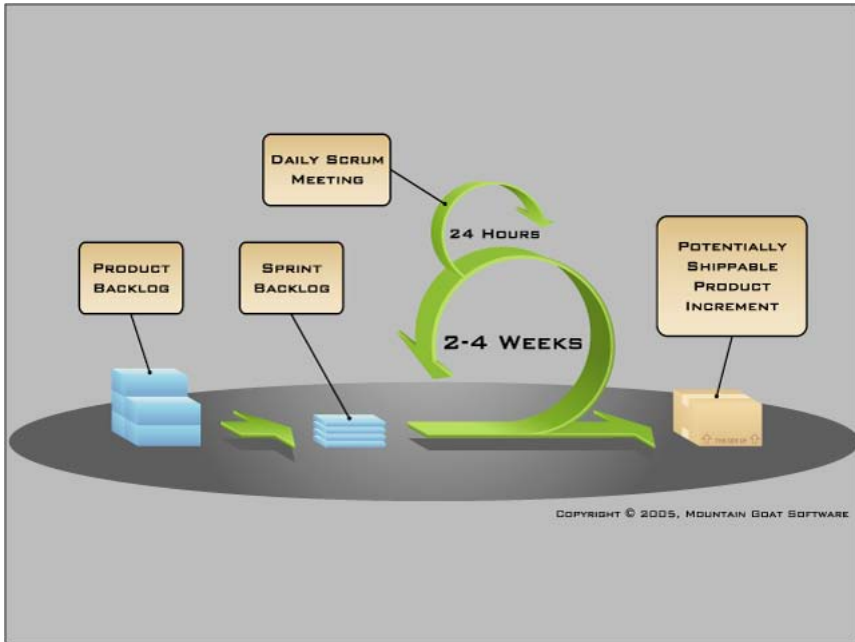 DAILY SCRUM
MEETING
24 HOURS
PRODUCT
BACKLOG
SPRINT
BACKLOG
POTENTIALLY
SHIPPABLE
PRODUCT
INCREMENT
2-4 WEEKS
COPYRIGHT © 2005, MOUNTAIN GOAT SOFTWARE